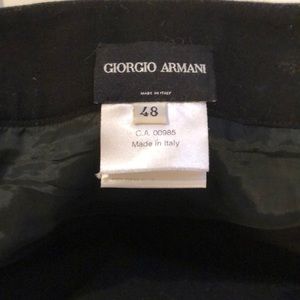 GIORGIO ARMANI
MADE IN ITALY
48
C.A. 00985
Made in Italy